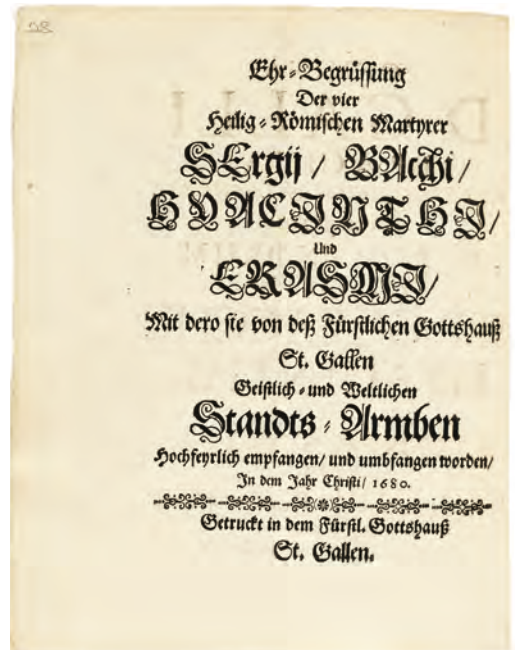 28
Ehr-Begrüssung
Der vier
Heilig-Römischen Martyrer
SErgij / BAcchi /
HYACINTHI /
Und
ERASMI /
Mit dero sie von deß Fürstlichen Gottshauß
St. Gallen
Geistlich-und Weltlichen
Standts-Armben
Hochfeyrlich empfangen / und umbfangen worden /
In dem Jahr Christi / 1680.
Getruckt in dem Fürstl. Gottshauß
St. Gallen.